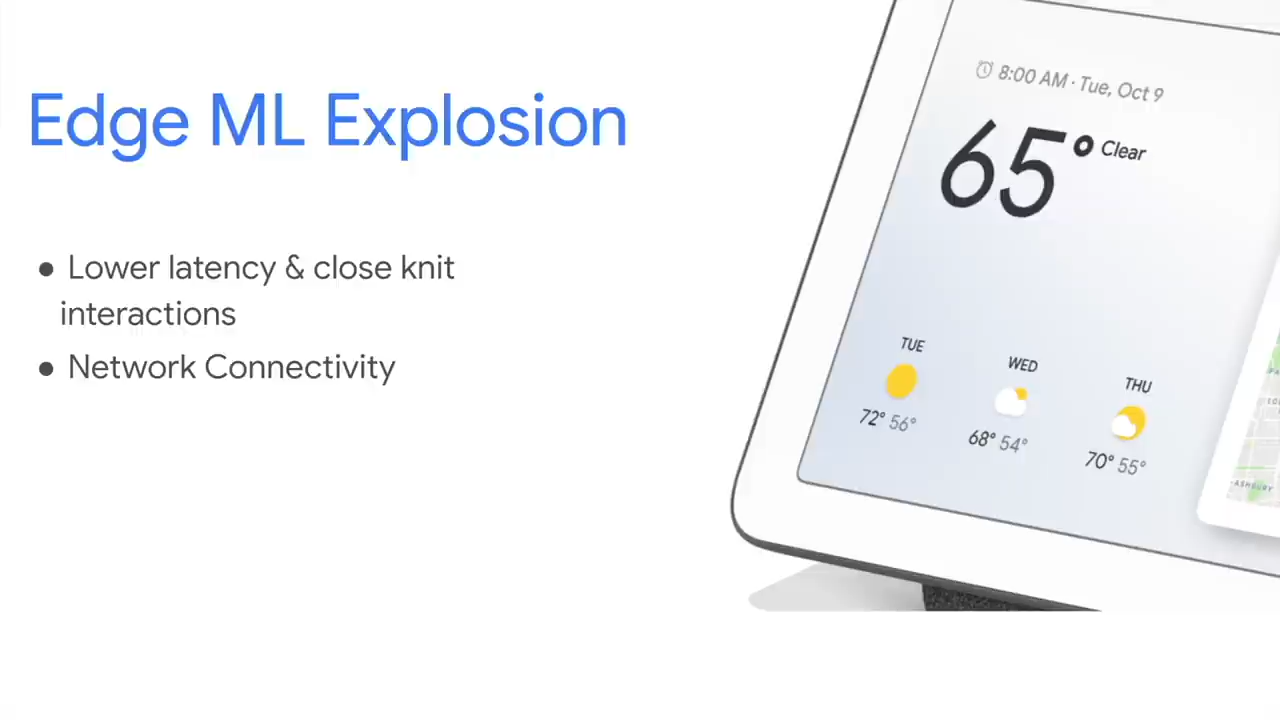 Edge ML Explosion
● Lower latency & close knit
interactions
● Network Connectivity
8:00 AM · Tue, Oct 9
65° Clear
TUE
WED
THU
72° 56°
68° 54°
70° 55°
ASHBURY